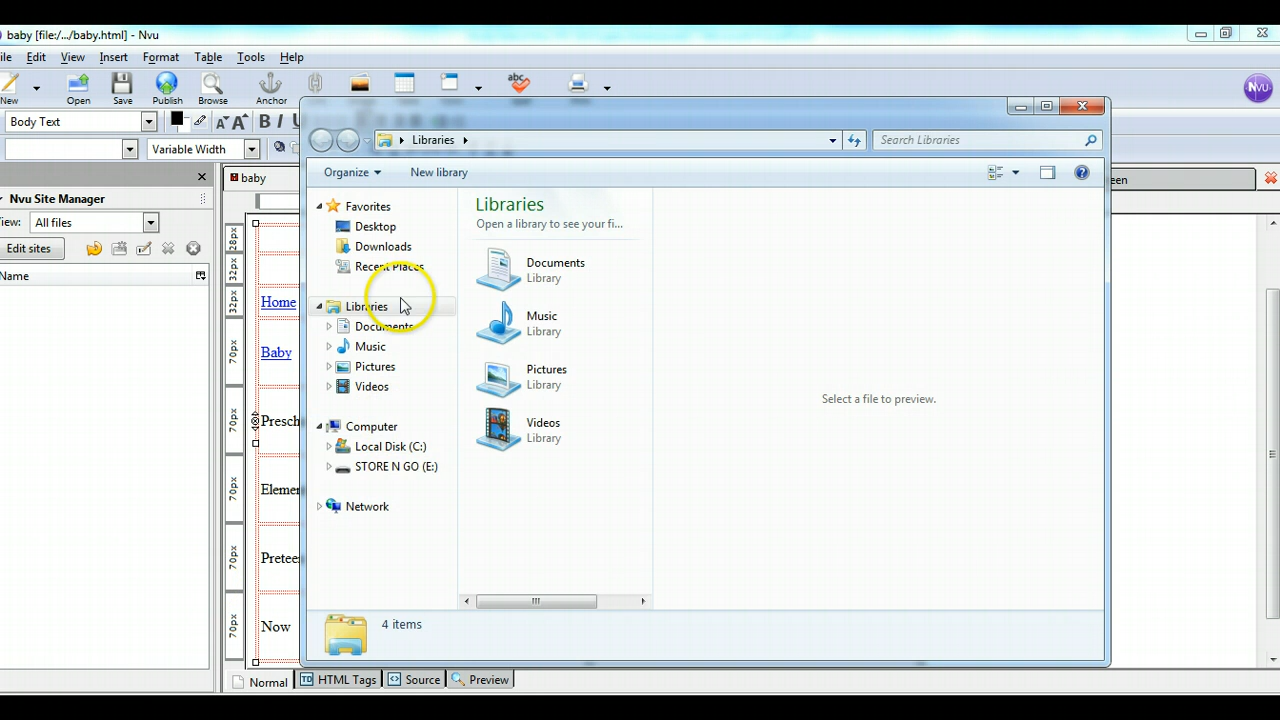 baby [file:/.../baby.html] - Nvu
ile Edit View Insert Format Table Tools Help
New Open Save Publish Browse Anchor
NVU
Body Text
B I U
Variable Width
Libraries
Search Libraries
Organize New library
Nvu Site Manager
baby
een
View: All files
Edit sites
Name
28px
32px
32px
70px
70px
70px
70px
70px
Home
Baby
Presch
Elemen
Pretee
Now
Favorites
Desktop
Downloads
Recent Places
Libraries
Documents
Music
Pictures
Videos
Computer
Local Disk (C:)
STORE N GO (E:)
Network
Libraries
Open a library to see your fi...
Documents
Library
Music
Library
Pictures
Library
Videos
Library
Select a file to preview.
4 items
Normal HTML Tags Source Preview